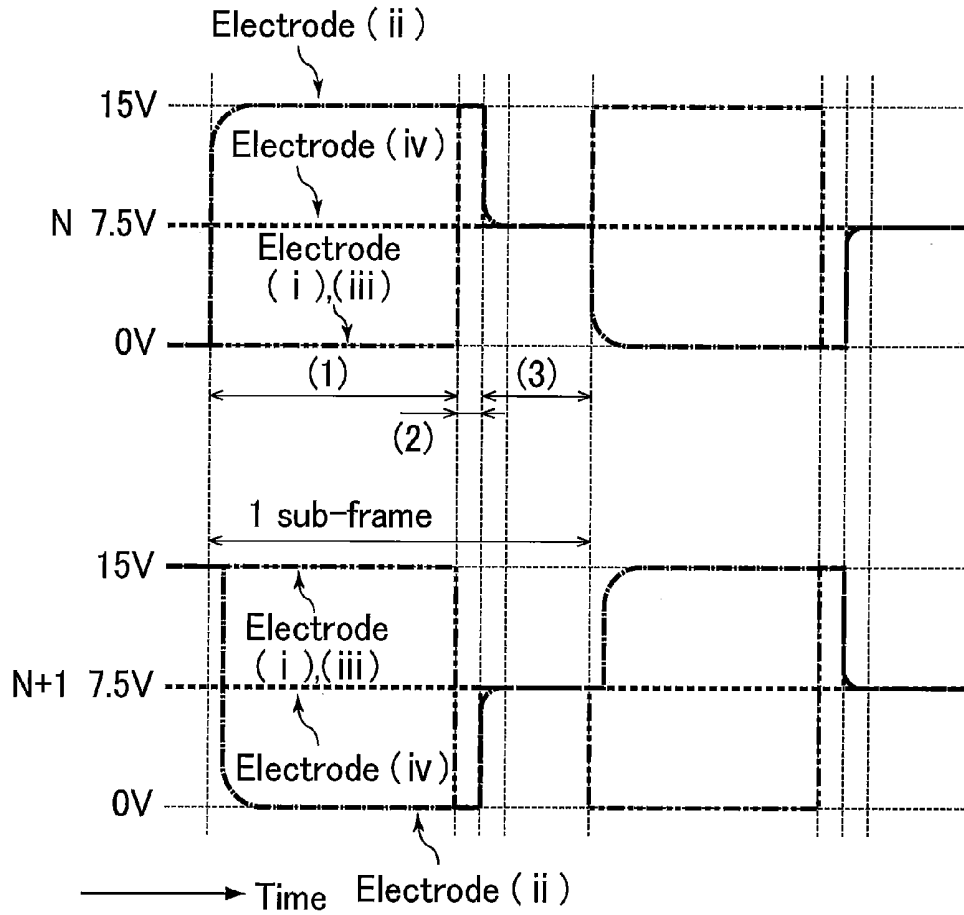 Electrode ( ii )
15V
Electrode ( iv )
N 7.5V
Electrode
( i ),(iii)
0V
(1)
(3)
(2)
1 sub-frame
15V
Electrode
( i ),(iii)
N+1 7.5V
Electrode ( iv )
0V
Time
Electrode ( ii )